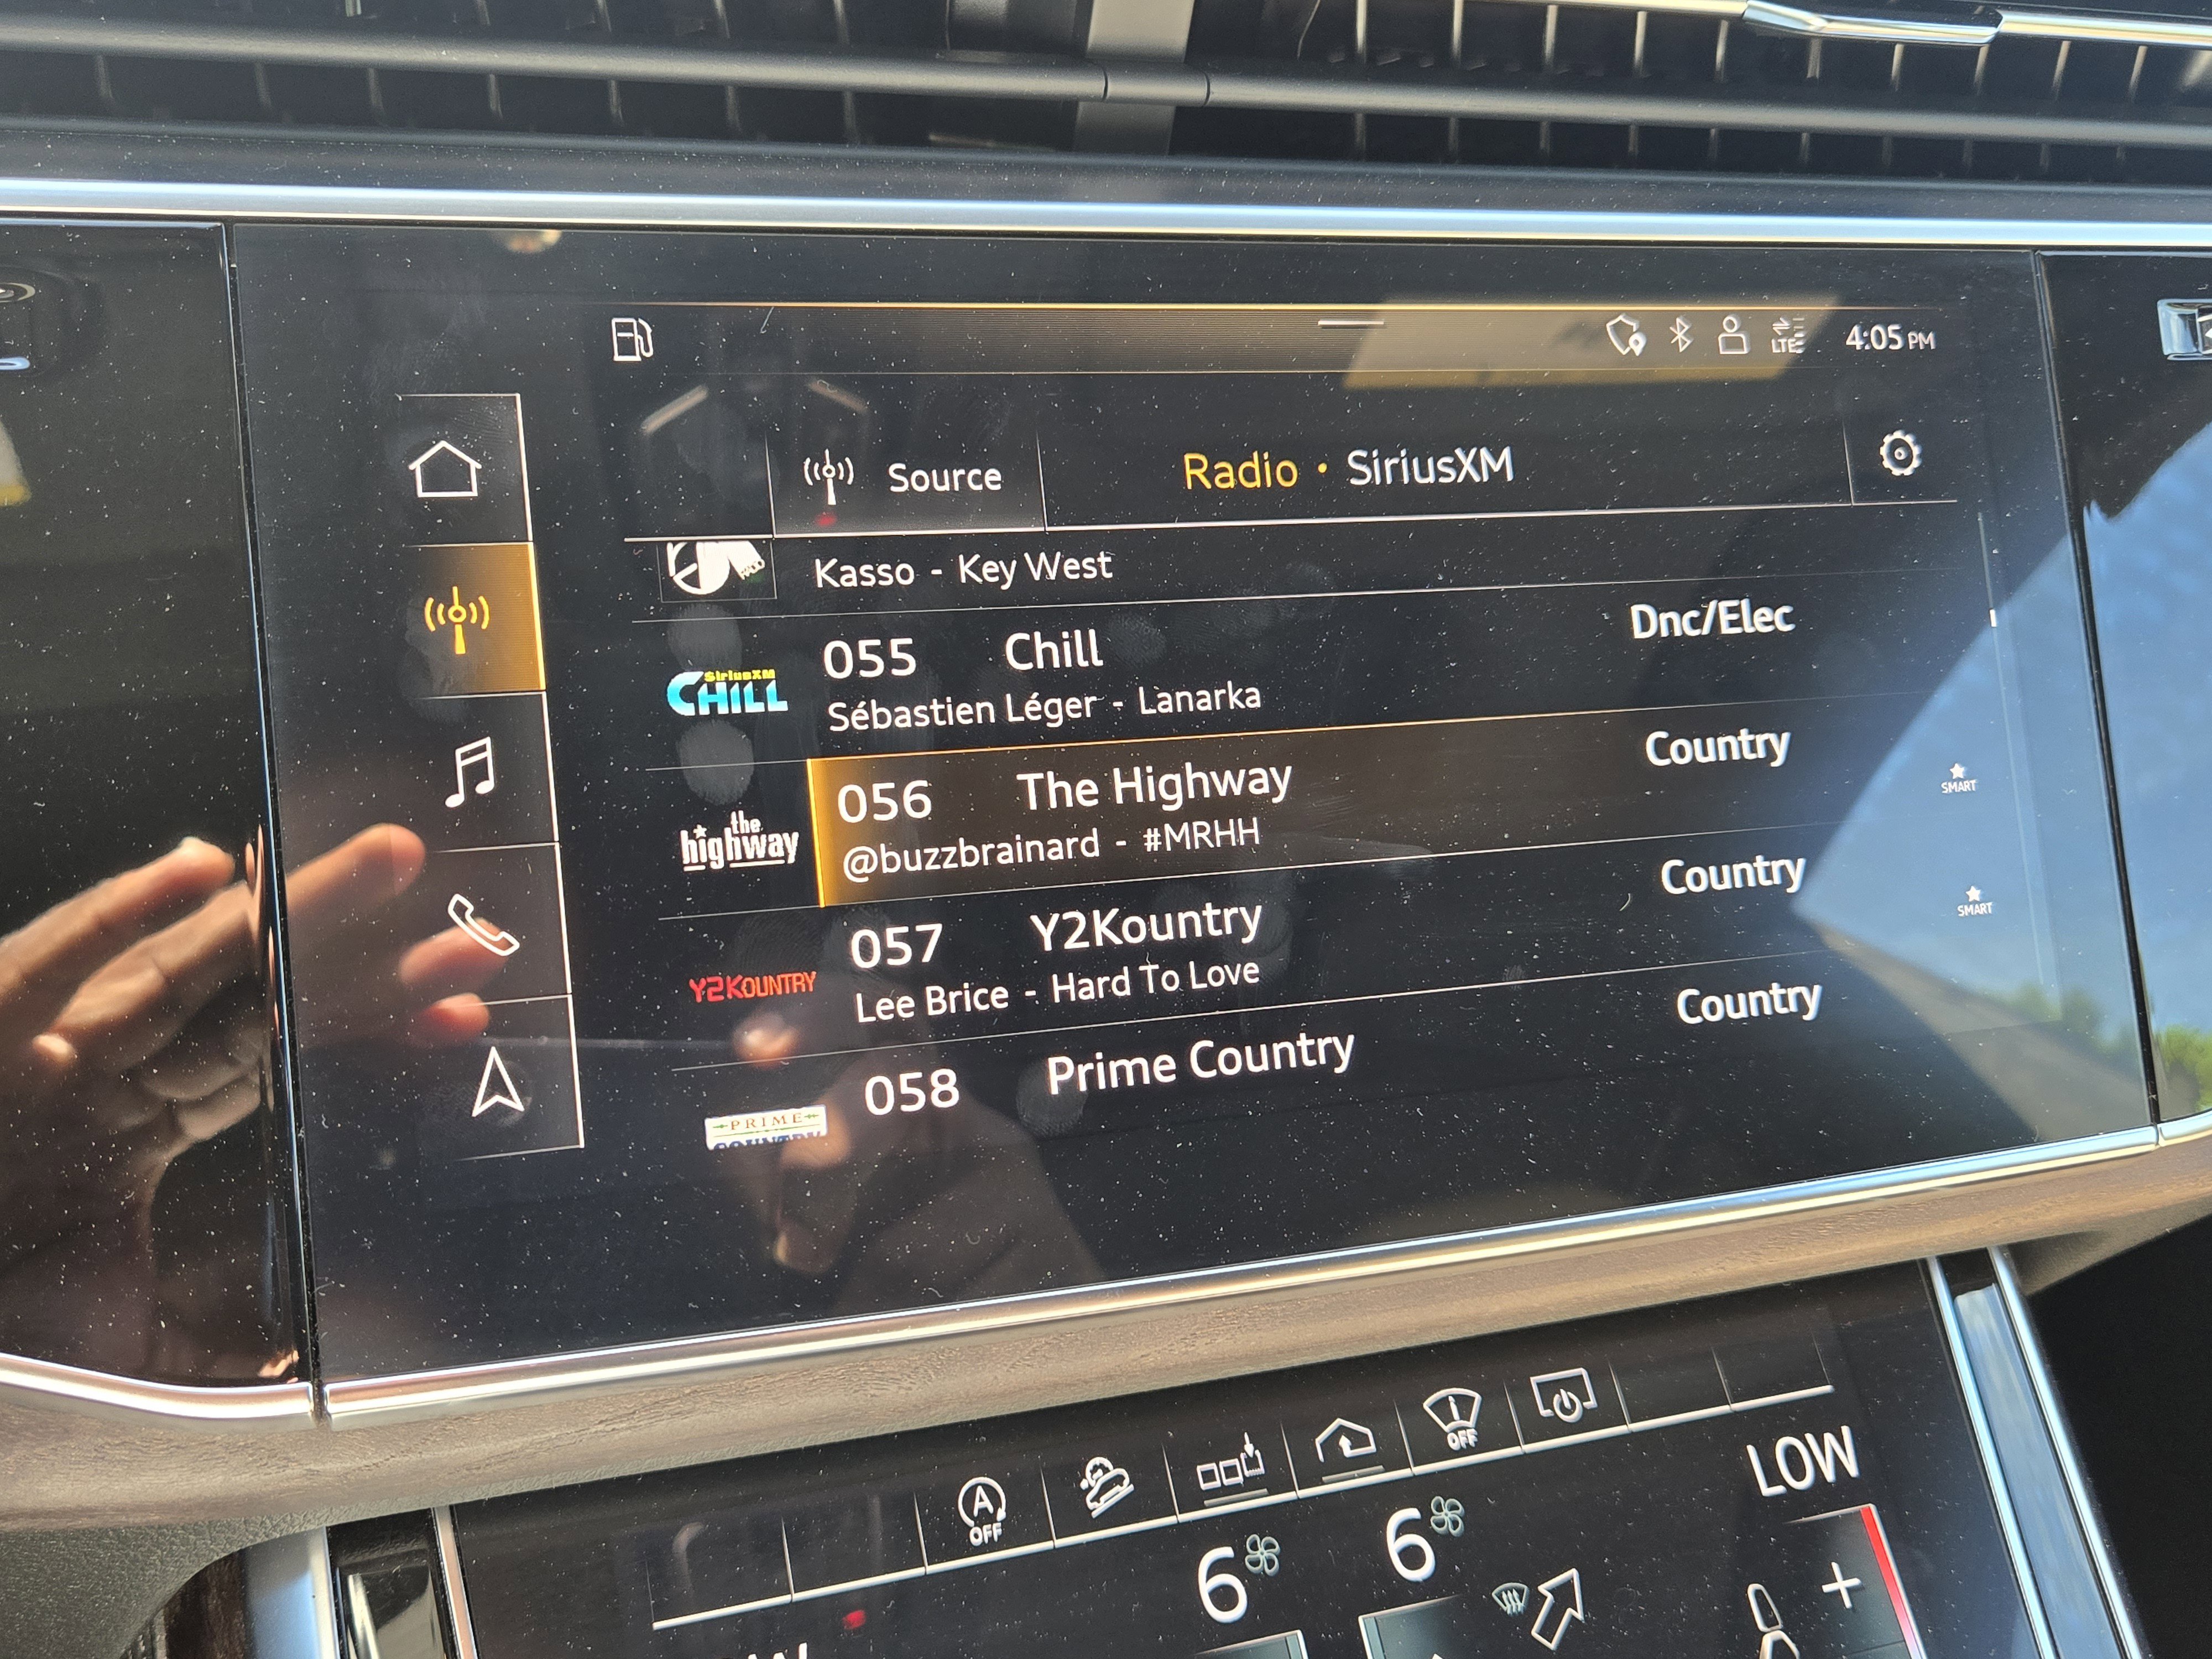 LTE 4:05 PM
Source
Radio • SiriusXM
Kasso - Key West
SiriusXM
CHILL
055 Chill Dnc/Elec
Sébastien Léger - Lanarka
the
highway
056 The Highway Country
@buzzbrainard - #MRHH
SMART
Y2KOUNTRY
057 Y2Kountry Country
Lee Brice - Hard To Love
SMART
PRIME
COUNTRY
058 Prime Country Country
A
OFF
OFF
LOW
6
6
+